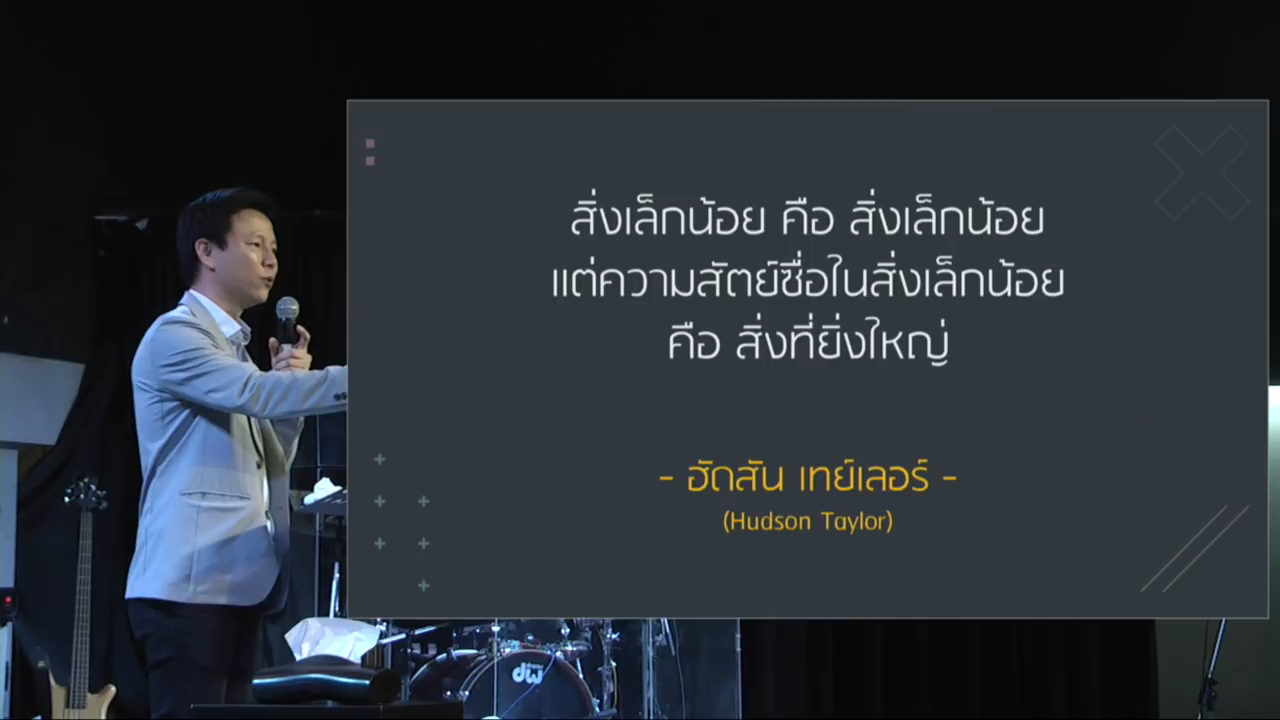 สิ่งเล็กน้อย คือ สิ่งเล็กน้อย
แต่ความสัตย์ซื่อในสิ่งเล็กน้อย
คือ สิ่งที่ยิ่งใหญ่
- ฮัดสัน เทย์เลอร์ -
(Hudson Taylor)
dw